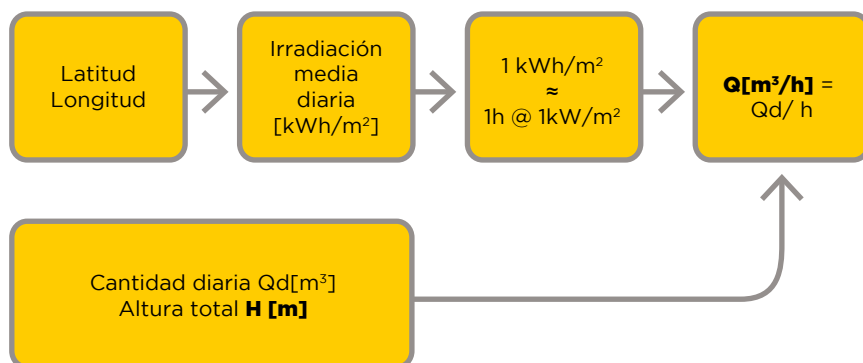 Latitud
Longitud
Irradiación
media
diaria
[kWh/m²]
1 kWh/m²
≈
1h @ 1kW/m²
Q[m³/h] =
Qd/ h
Cantidad diaria Qd[m³]
Altura total H [m]